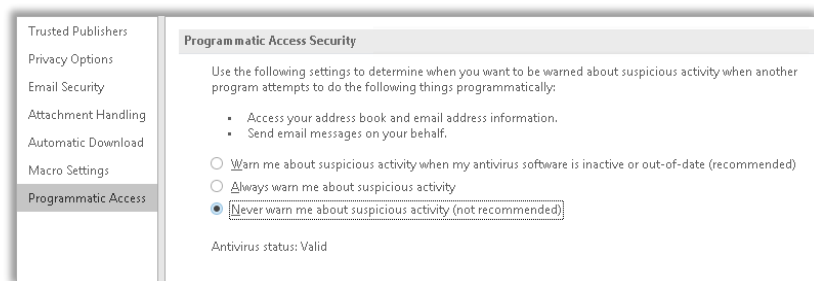 Trusted Publishers
Privacy Options
Email Security
Attachment Handling
Automatic Download
Macro Settings
Programmatic Access
Programmatic Access Security
Use the following settings to determine when you want to be warned about suspicious activity when another
program attempts to do the following things programmatically:
▪ Access your address book and email address information.
▪ Send email messages on your behalf.
Warn me about suspicious activity when my antivirus software is inactive or out-of-date (recommended)
Always warn me about suspicious activity
Never warn me about suspicious activity (not recommended)
Antivirus status: Valid